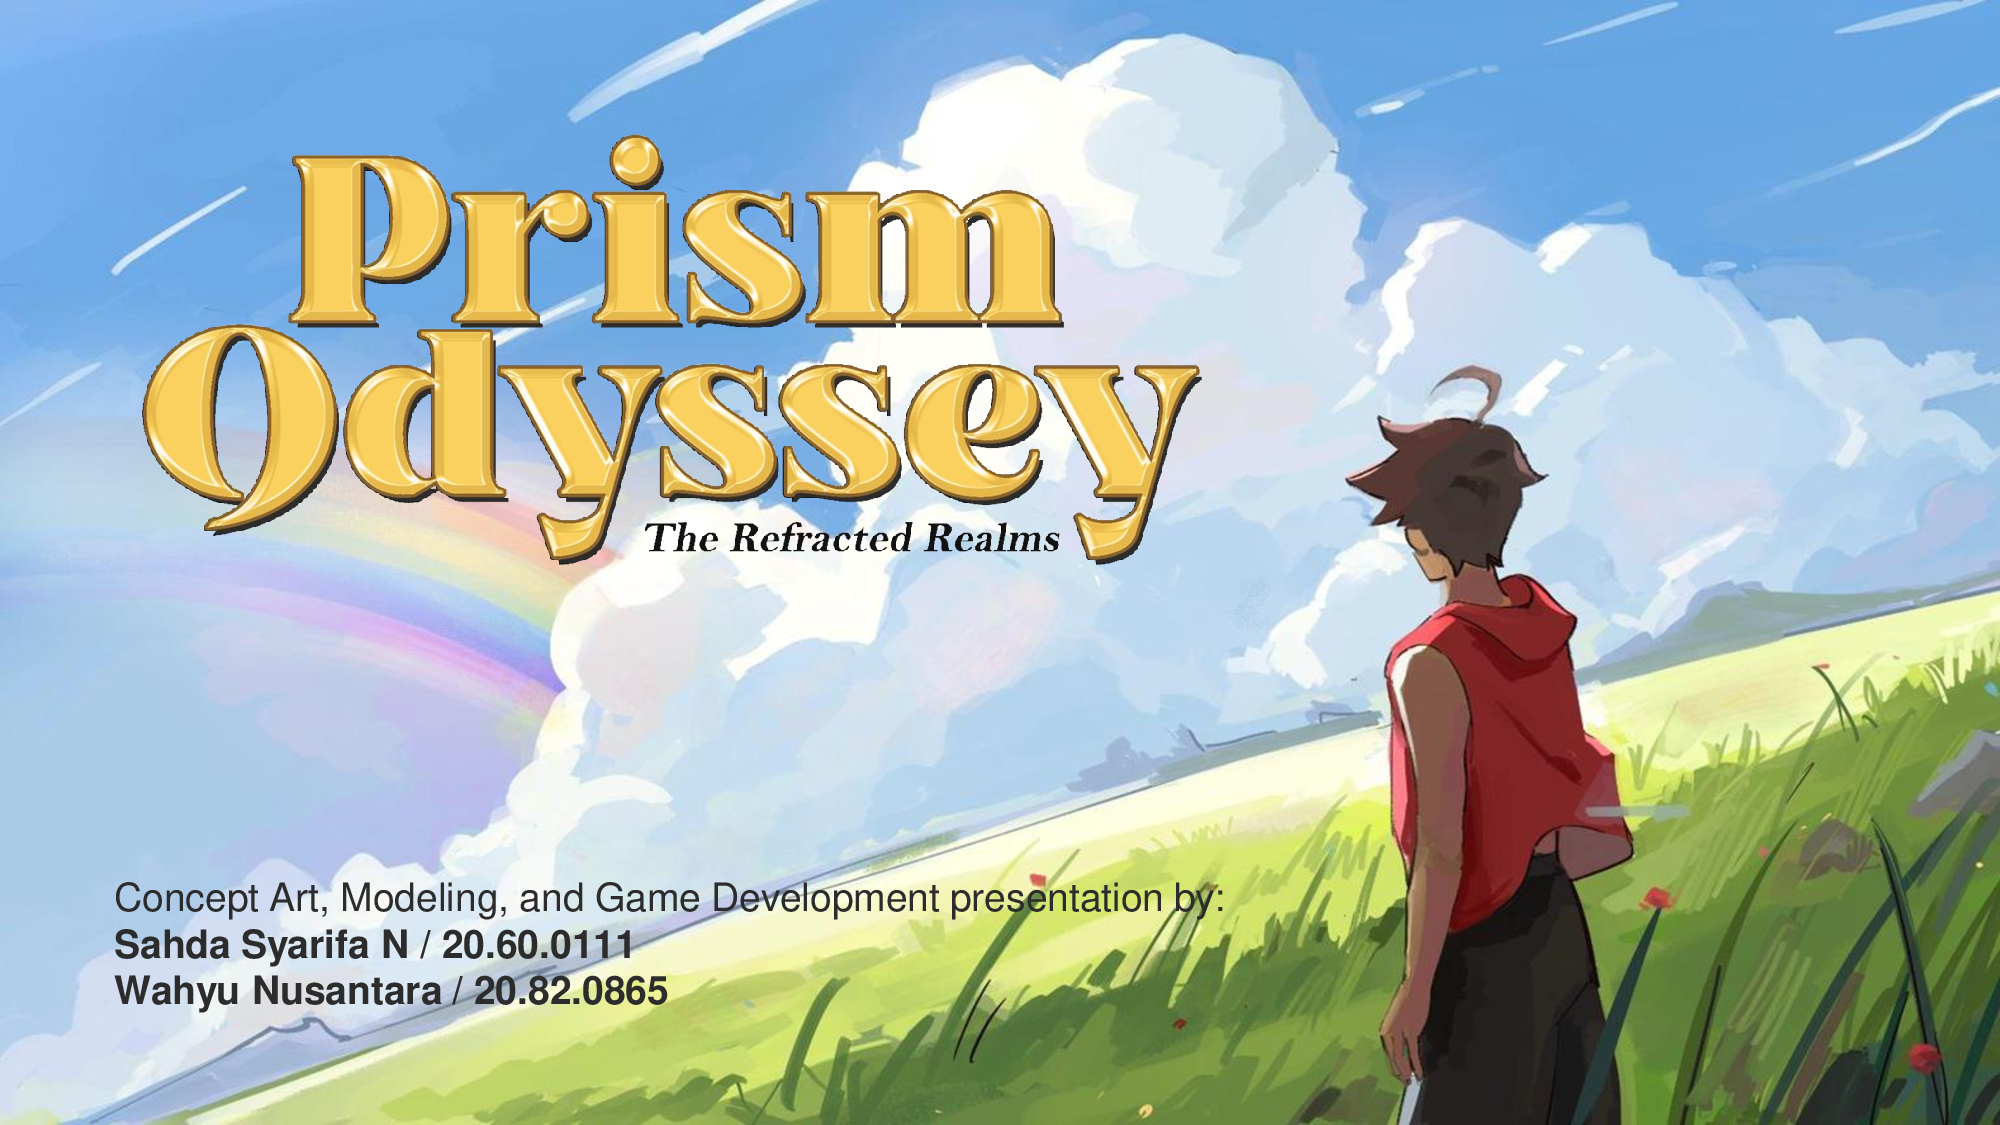 Prism
Odyssey
The Refracted Realms
Concept Art, Modeling, and Game Development presentation by:
Sahda Syarifa N / 20.60.0111
Wahyu Nusantara / 20.82.0865